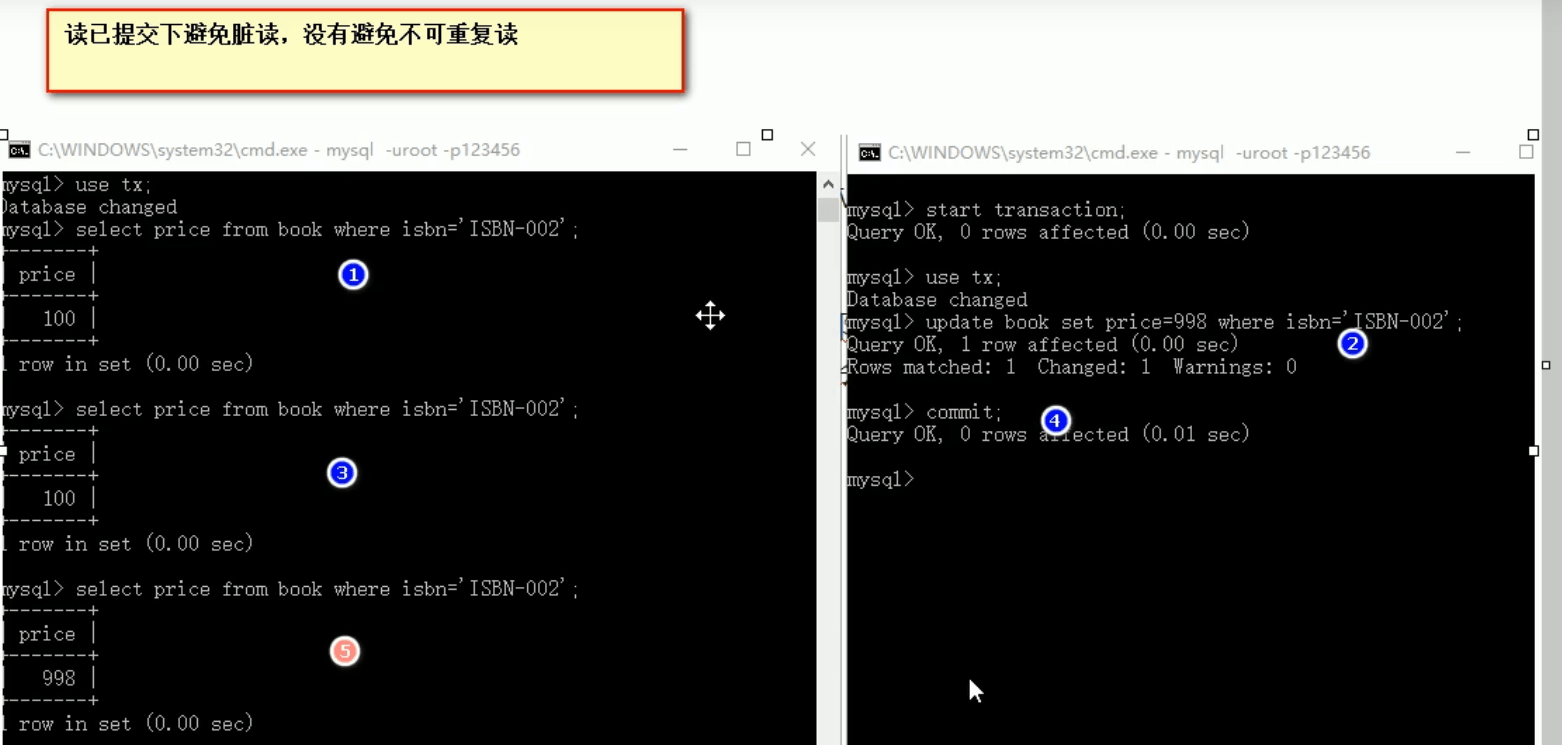 读已提交下避免脏读，没有避免不可重复读
C:\WINDOWS\system32\cmd.exe - mysql  -uroot -p123456
mysql> use tx;
Database changed
mysql> select price from book where isbn='ISBN-002';
+-------+
| price |
+-------+
|   100 |
+-------+
1 row in set (0.00 sec)
mysql> select price from book where isbn='ISBN-002';
+-------+
| price |
+-------+
|   100 |
+-------+
1 row in set (0.00 sec)
mysql> select price from book where isbn='ISBN-002';
+-------+
| price |
+-------+
|   998 |
+-------+
1 row in set (0.00 sec)
1
3
5
C:\WINDOWS\system32\cmd.exe - mysql  -uroot -p123456
mysql> start transaction;
Query OK, 0 rows affected (0.00 sec)
mysql> use tx;
Database changed
mysql> update book set price=998 where isbn='ISBN-002';
Query OK, 1 row affected (0.00 sec)
Rows matched: 1  Changed: 1  Warnings: 0
mysql> commit;
Query OK, 0 rows affected (0.01 sec)
mysql>
2
4